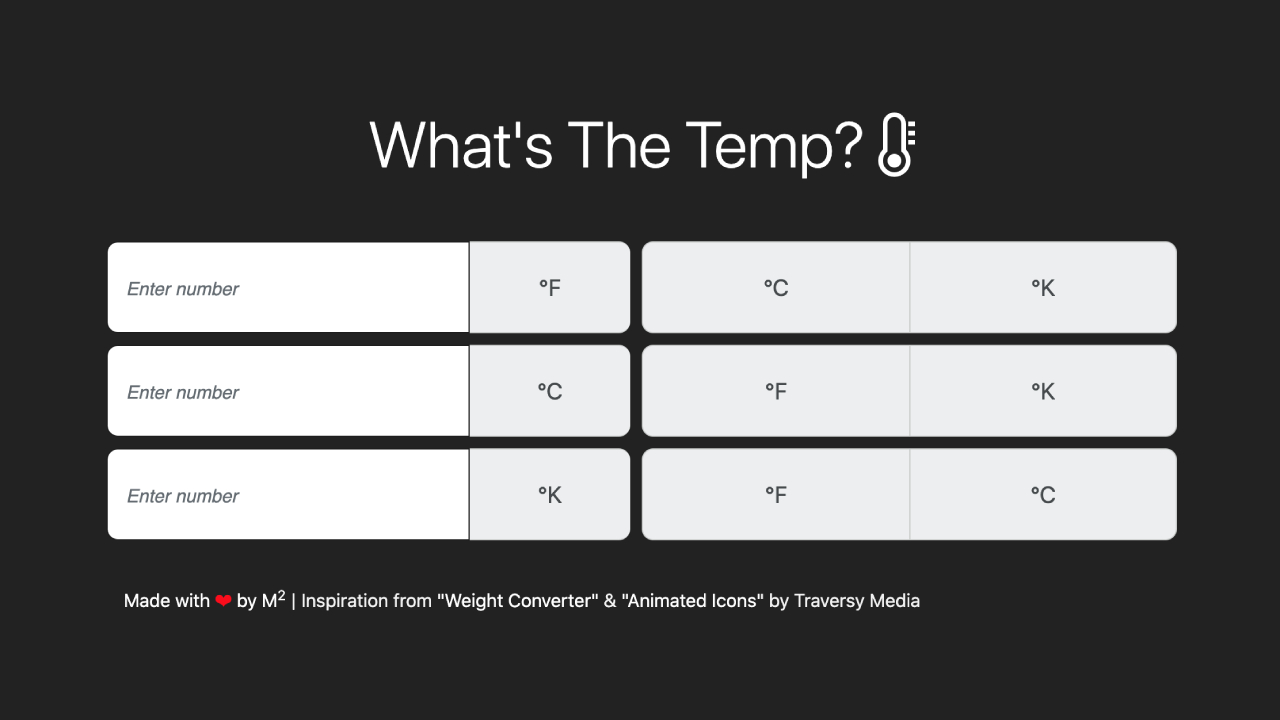 What's The Temp?
Enter number °F °C °K
Enter number °C °F °K
Enter number °K °F °C
Made with ❤ by M² | Inspiration from "Weight Converter" & "Animated Icons" by Traversy Media